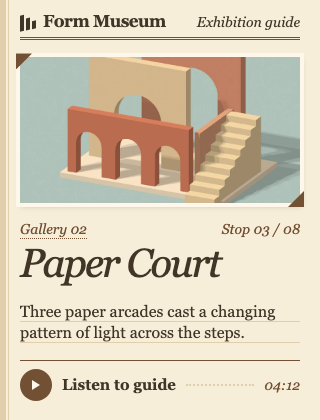 Form Museum
Exhibition guide
Gallery 02
Stop 03 / 08
Paper Court
Three paper arcades cast a changing
pattern of light across the steps.
Listen to guide
04:12